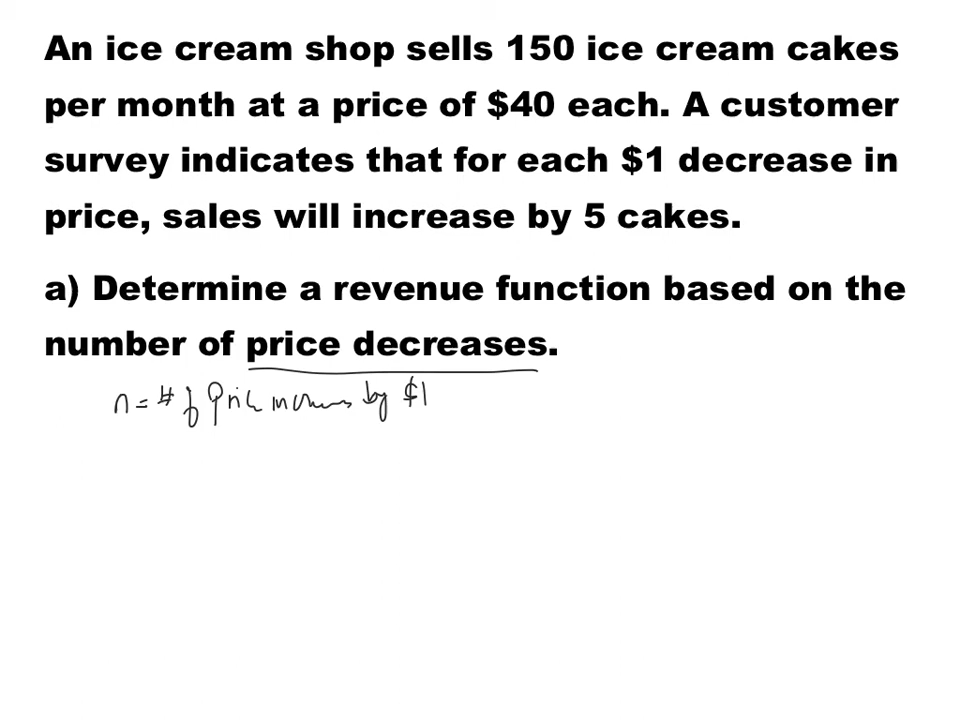 An ice cream shop sells 150 ice cream cakes
per month at a price of $40 each. A customer
survey indicates that for each $1 decrease in
price, sales will increase by 5 cakes.
a) Determine a revenue function based on the
number of price decreases.
n = # of price increases by $1